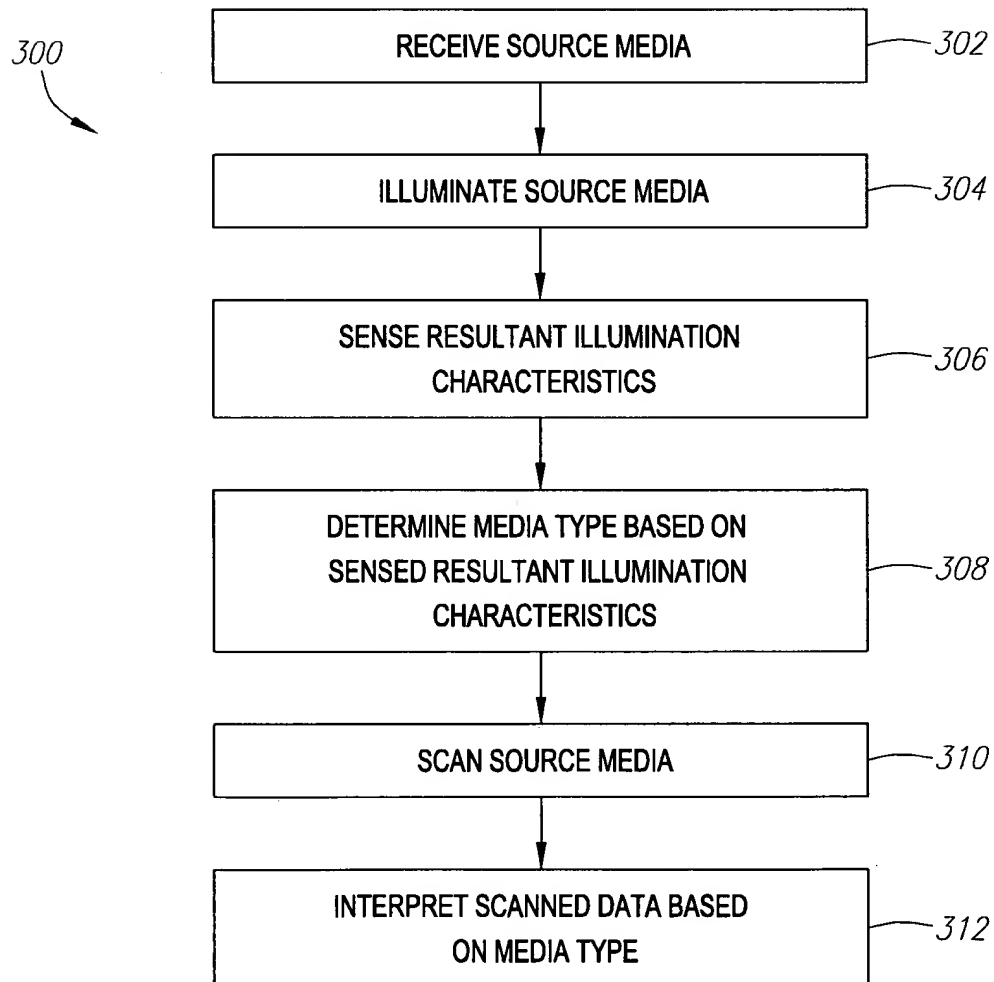 300
RECEIVE SOURCE MEDIA
302
ILLUMINATE SOURCE MEDIA
304
SENSE RESULTANT ILLUMINATION
CHARACTERISTICS
306
DETERMINE MEDIA TYPE BASED ON
SENSED RESULTANT ILLUMINATION
CHARACTERISTICS
308
SCAN SOURCE MEDIA
310
INTERPRET SCANNED DATA BASED
ON MEDIA TYPE
312